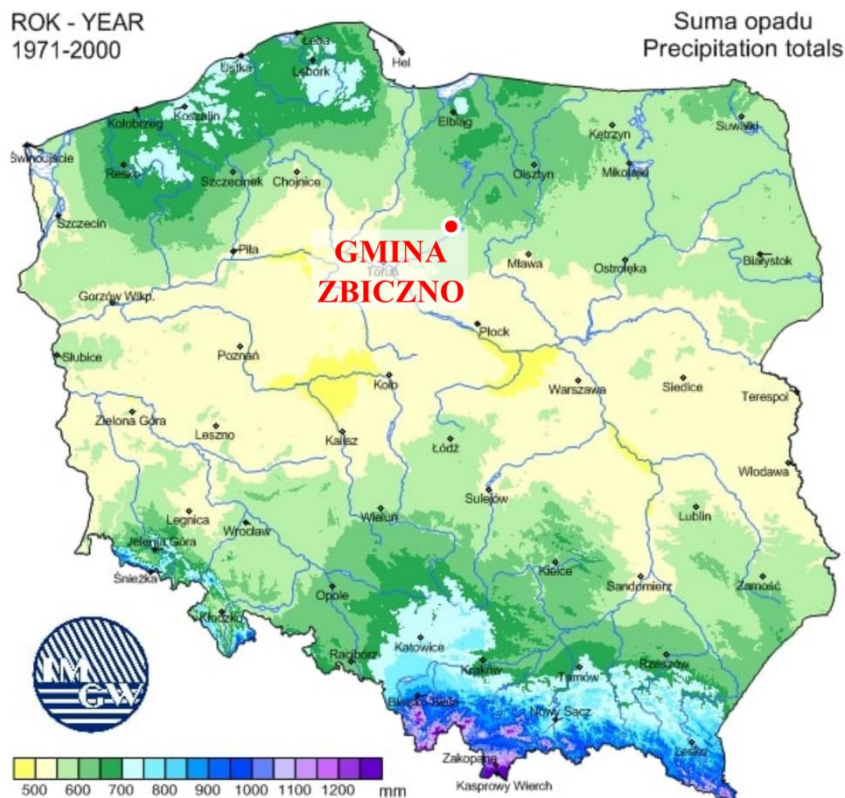 ROK - YEAR
1971-2000
Suma opadu
Precipitation totals
Łeba
Hel
Ustka
Lębork
Kołobrzeg
Koszalin
Elbląg
Kętrzyn
Suwałki
Świnoujście
Resko
Szczecinek
Chojnice
Olsztyn
Mikołajki
Szczecin
Piła
GMINA
Toruń
ZBICZNO
Mława
Ostrołęka
Białystok
Gorzów Wlkp.
Płock
Słubice
Poznań
Koło
Warszawa
Siedlce
Terespol
Zielona Góra
Leszno
Kalisz
Łódź
Włodawa
Sulejów
Legnica
Wrocław
Wieluń
Lublin
Jelenia Góra
Śnieżka
Kielce
Sandomierz
Zamość
Opole
Kłodzko
Katowice
Racibórz
Kraków
Tarnów
Rzeszów
IM
GW
Bielsko Biała
Nowy Sącz
Lesko
Zakopane
Kasprowy Wierch
500 600 700 800 900 1000 1100 1200 mm